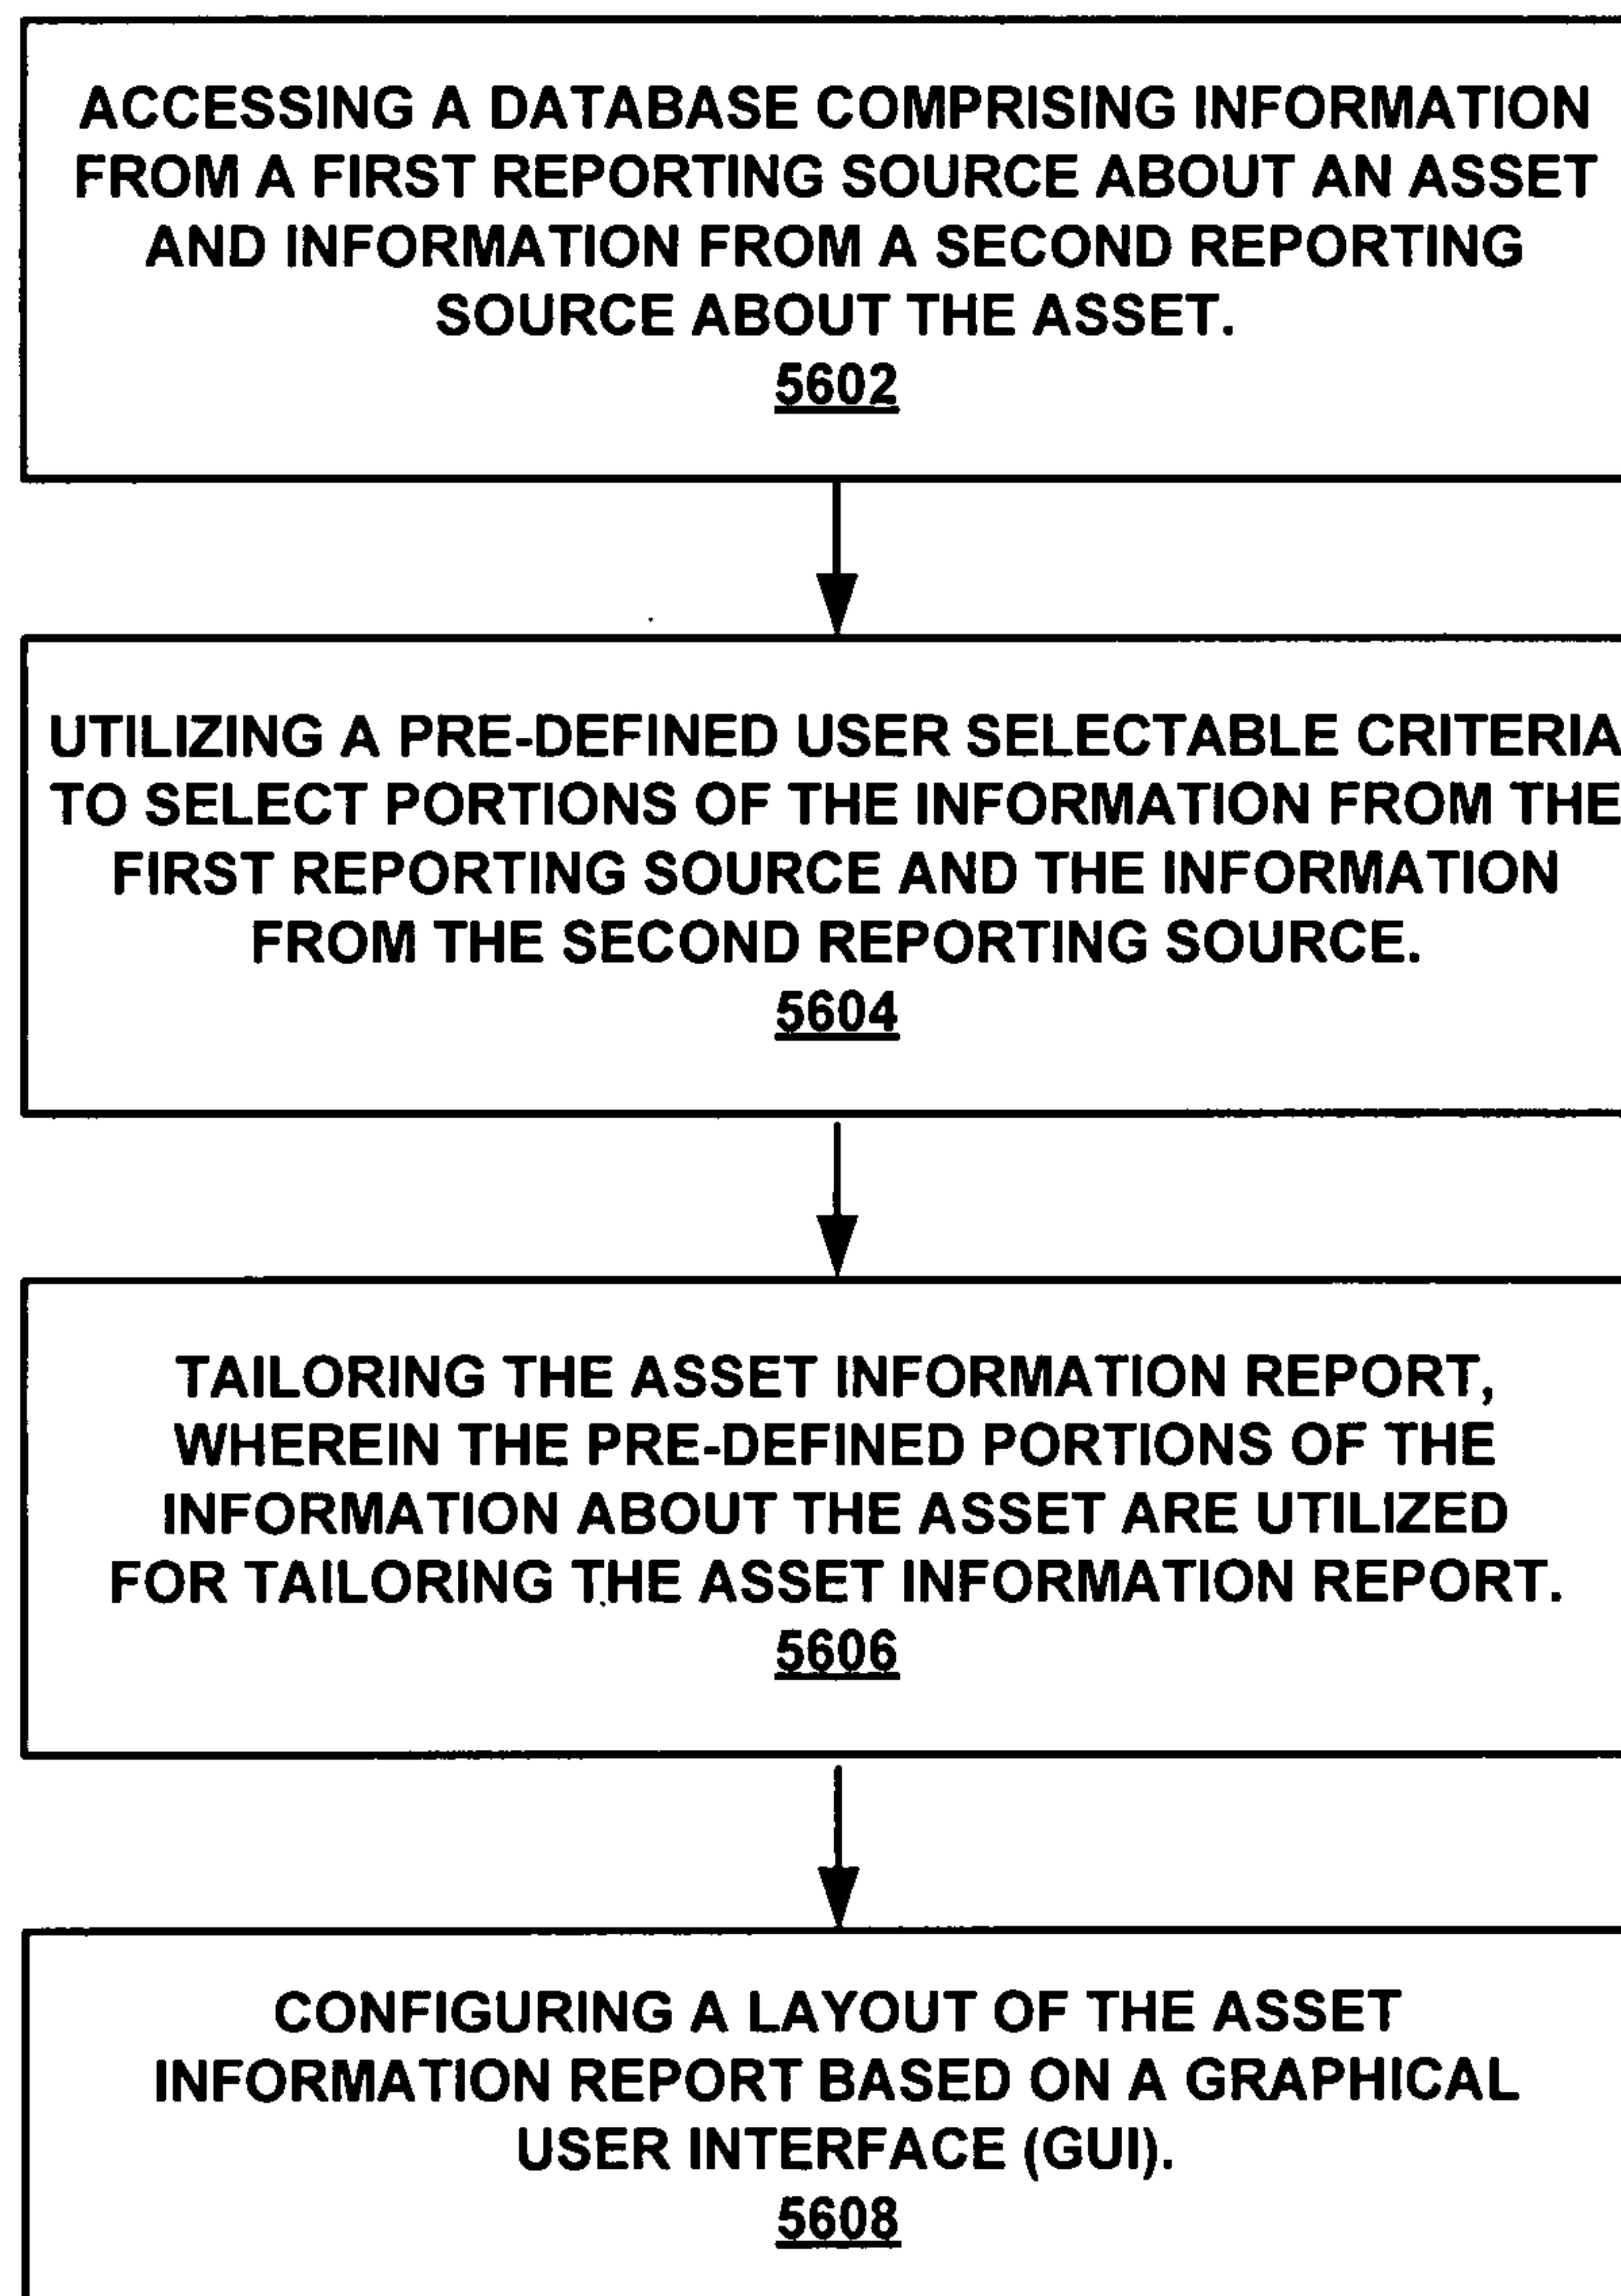 ACCESSING A DATABASE COMPRISING INFORMATION
FROM A FIRST REPORTING SOURCE ABOUT AN ASSET
AND INFORMATION FROM A SECOND REPORTING
SOURCE ABOUT THE ASSET.
5602
UTILIZING A PRE-DEFINED USER SELECTABLE CRITERIA
TO SELECT PORTIONS OF THE INFORMATION FROM THE
FIRST REPORTING SOURCE AND THE INFORMATION
FROM THE SECOND REPORTING SOURCE.
5604
TAILORING THE ASSET INFORMATION REPORT,
WHEREIN THE PRE-DEFINED PORTIONS OF THE
INFORMATION ABOUT THE ASSET ARE UTILIZED
FOR TAILORING THE ASSET INFORMATION REPORT.
5606
CONFIGURING A LAYOUT OF THE ASSET
INFORMATION REPORT BASED ON A GRAPHICAL
USER INTERFACE (GUI).
5608